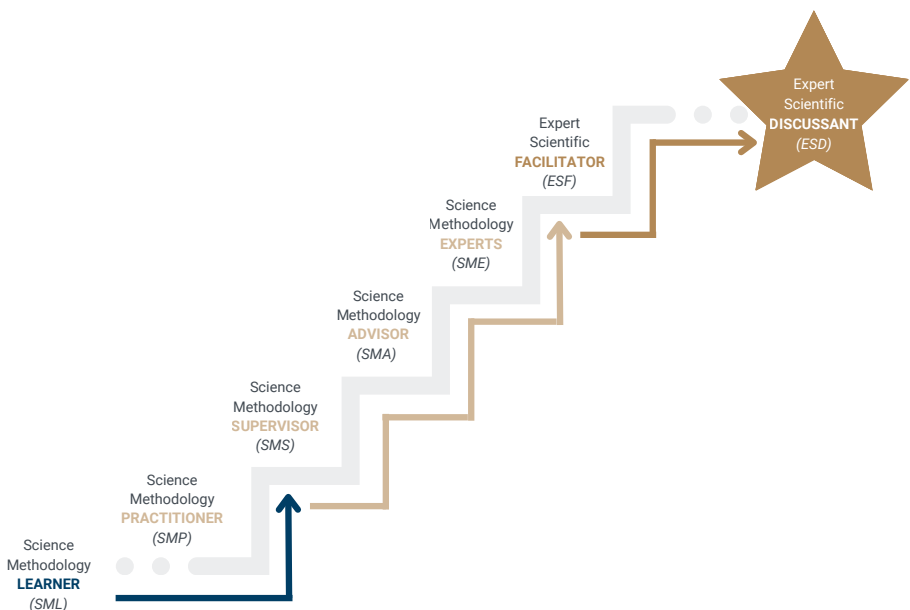 Expert
Scientific
DISCUSSANT
(ESD)
Expert
Scientific
FACILITATOR
(ESF)
Science
Methodology
EXPERTS
(SME)
Science
Methodology
ADVISOR
(SMA)
Science
Methodology
SUPERVISOR
(SMS)
Science
Methodology
PRACTITIONER
(SMP)
Science
Methodology
LEARNER
(SML)